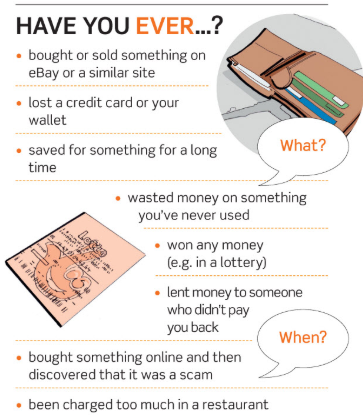 HAVE YOU EVER...?
• bought or sold something on
eBay or a similar site
• lost a credit card or your
wallet
• saved for something for a long
time
What?
• wasted money on something
you've never used
• won any money
(e.g. in a lottery)
• lent money to someone
who didn't pay
you back
When?
• bought something online and then
discovered that it was a scam
• been charged too much in a restaurant